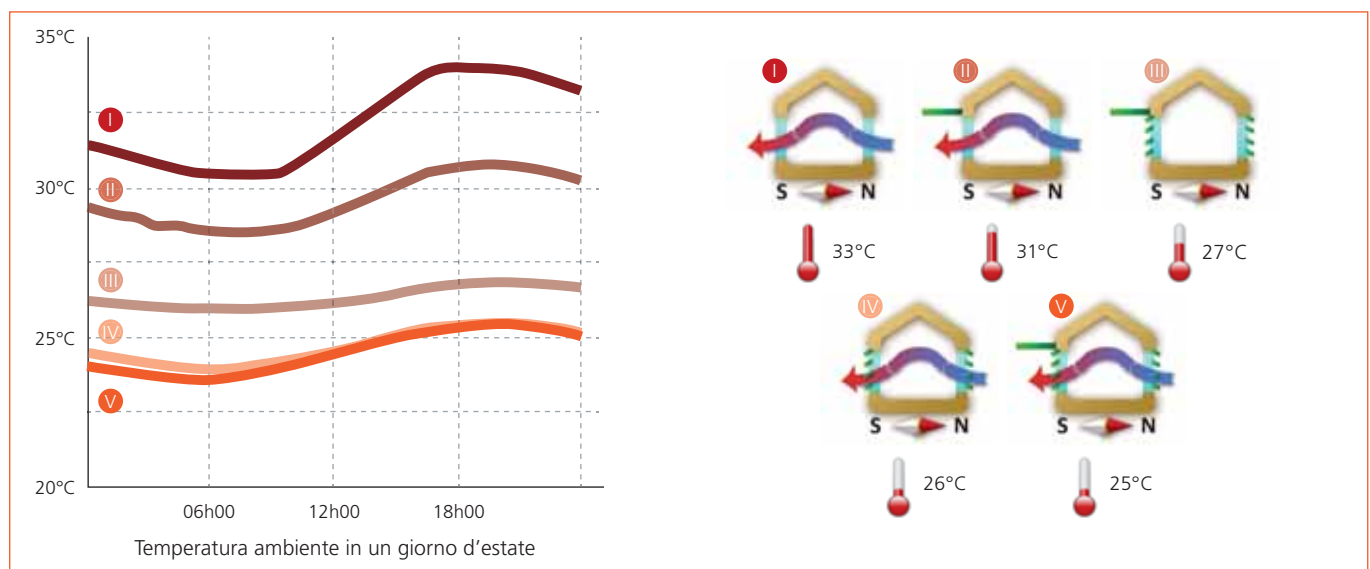 35°C
30°C
25°C
20°C
I
II
III
IV
V
06h00 12h00 18h00
Temperatura ambiente in un giorno d'estate
I II III
S N S N S N
33°C 31°C 27°C
IV V
S N S N
26°C 25°C